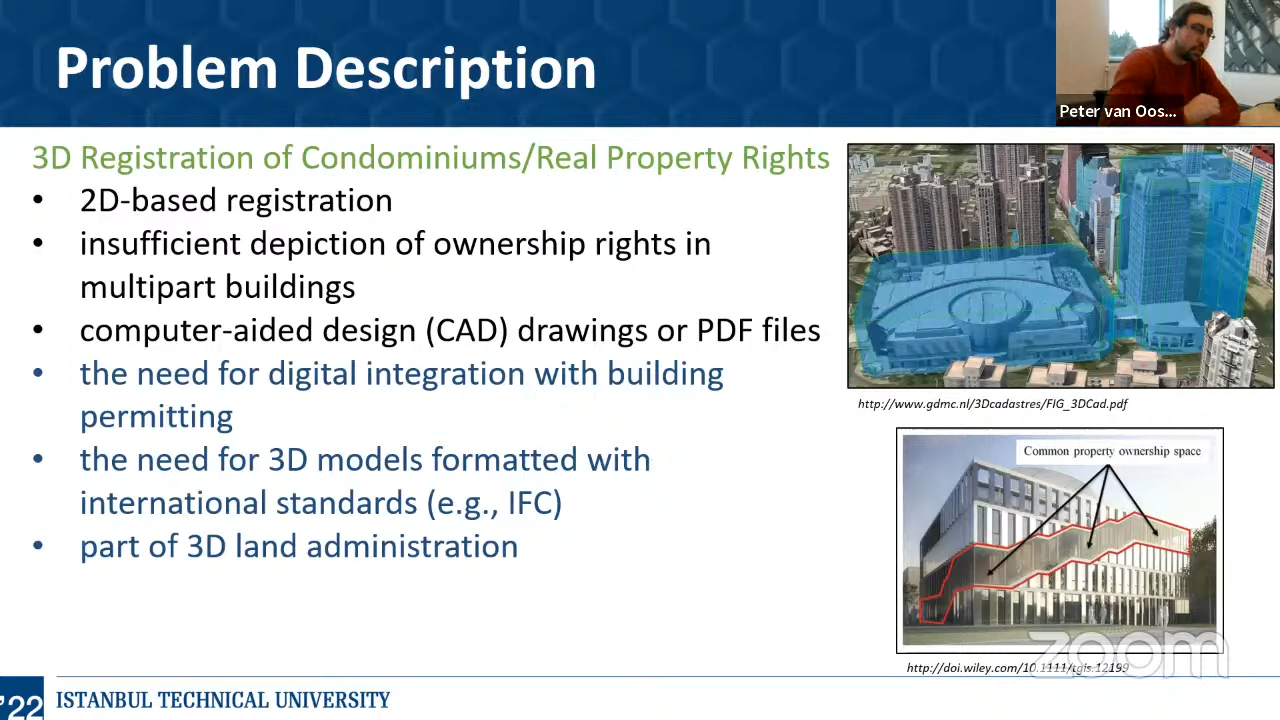 Problem Description
Peter van Oos...
3D Registration of Condominiums/Real Property Rights
• 2D-based registration
• insufficient depiction of ownership rights in
multipart buildings
• computer-aided design (CAD) drawings or PDF files
• the need for digital integration with building
permitting
• the need for 3D models formatted with
international standards (e.g., IFC)
• part of 3D land administration
http://www.gdmc.nl/3Dcadastres/FIG_3DCad.pdf
Common property ownership space
zoom
http://doi.wiley.com/10.1111/tgis.12199
'22
ISTANBUL TECHNICAL UNIVERSITY